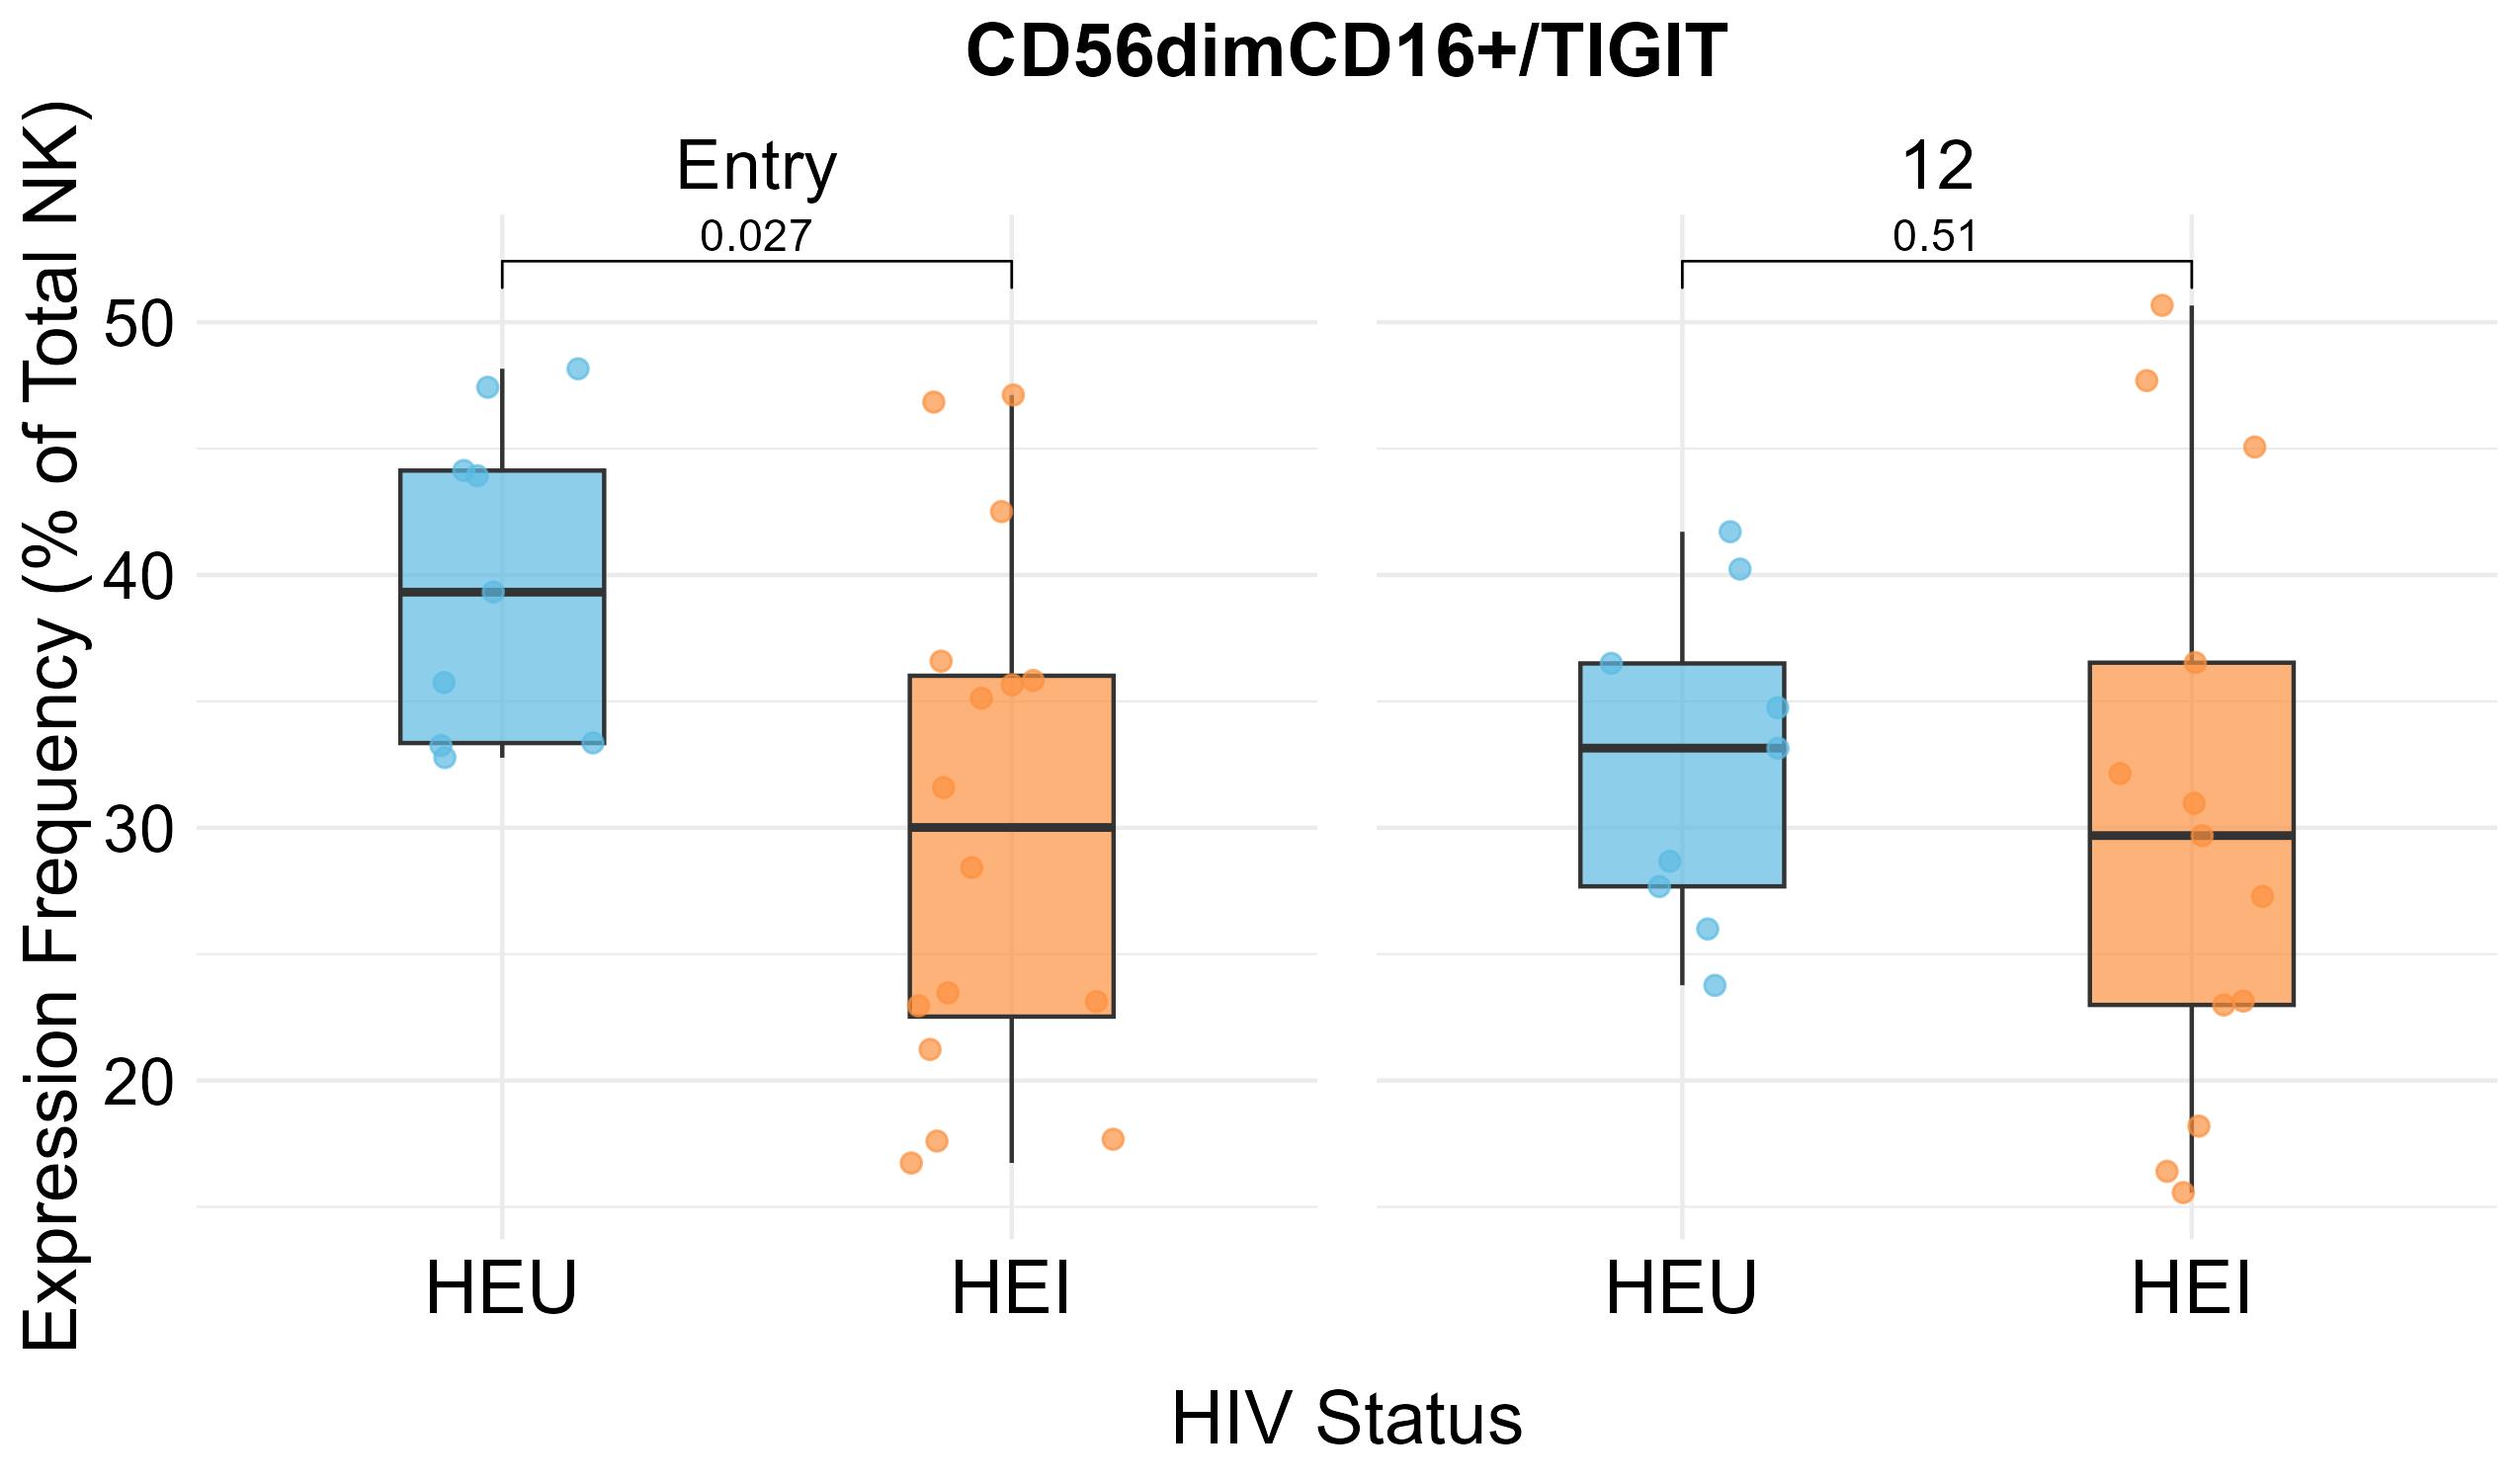 CD56dimCD16+/TIGIT
Expression Frequency (% of Total NK)
Entry
12
0.027
0.51
50
40
30
20
HEU
HEI
HEU
HEI
HIV Status